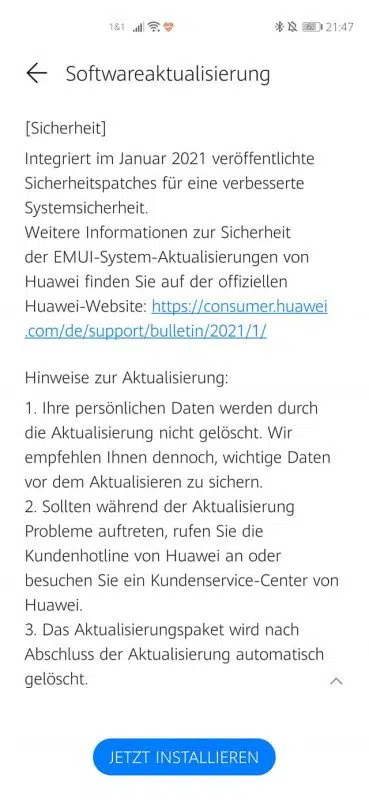 1&1 21:47
Softwareaktualisierung
[Sicherheit]
Integriert im Januar 2021 veröffentlichte
Sicherheitspatches für eine verbesserte
Systemsicherheit.
Weitere Informationen zur Sicherheit
der EMUI-System-Aktualisierungen von
Huawei finden Sie auf der offiziellen
Huawei-Website: https://consumer.huawei
.com/de/support/bulletin/2021/1/
Hinweise zur Aktualisierung:
1. Ihre persönlichen Daten werden durch
die Aktualisierung nicht gelöscht. Wir
empfehlen Ihnen dennoch, wichtige Daten
vor dem Aktualisieren zu sichern.
2. Sollten während der Aktualisierung
Probleme auftreten, rufen Sie die
Kundenhotline von Huawei an oder
besuchen Sie ein Kundenservice-Center von
Huawei.
3. Das Aktualisierungspaket wird nach
Abschluss der Aktualisierung automatisch
gelöscht.
JETZT INSTALLIEREN